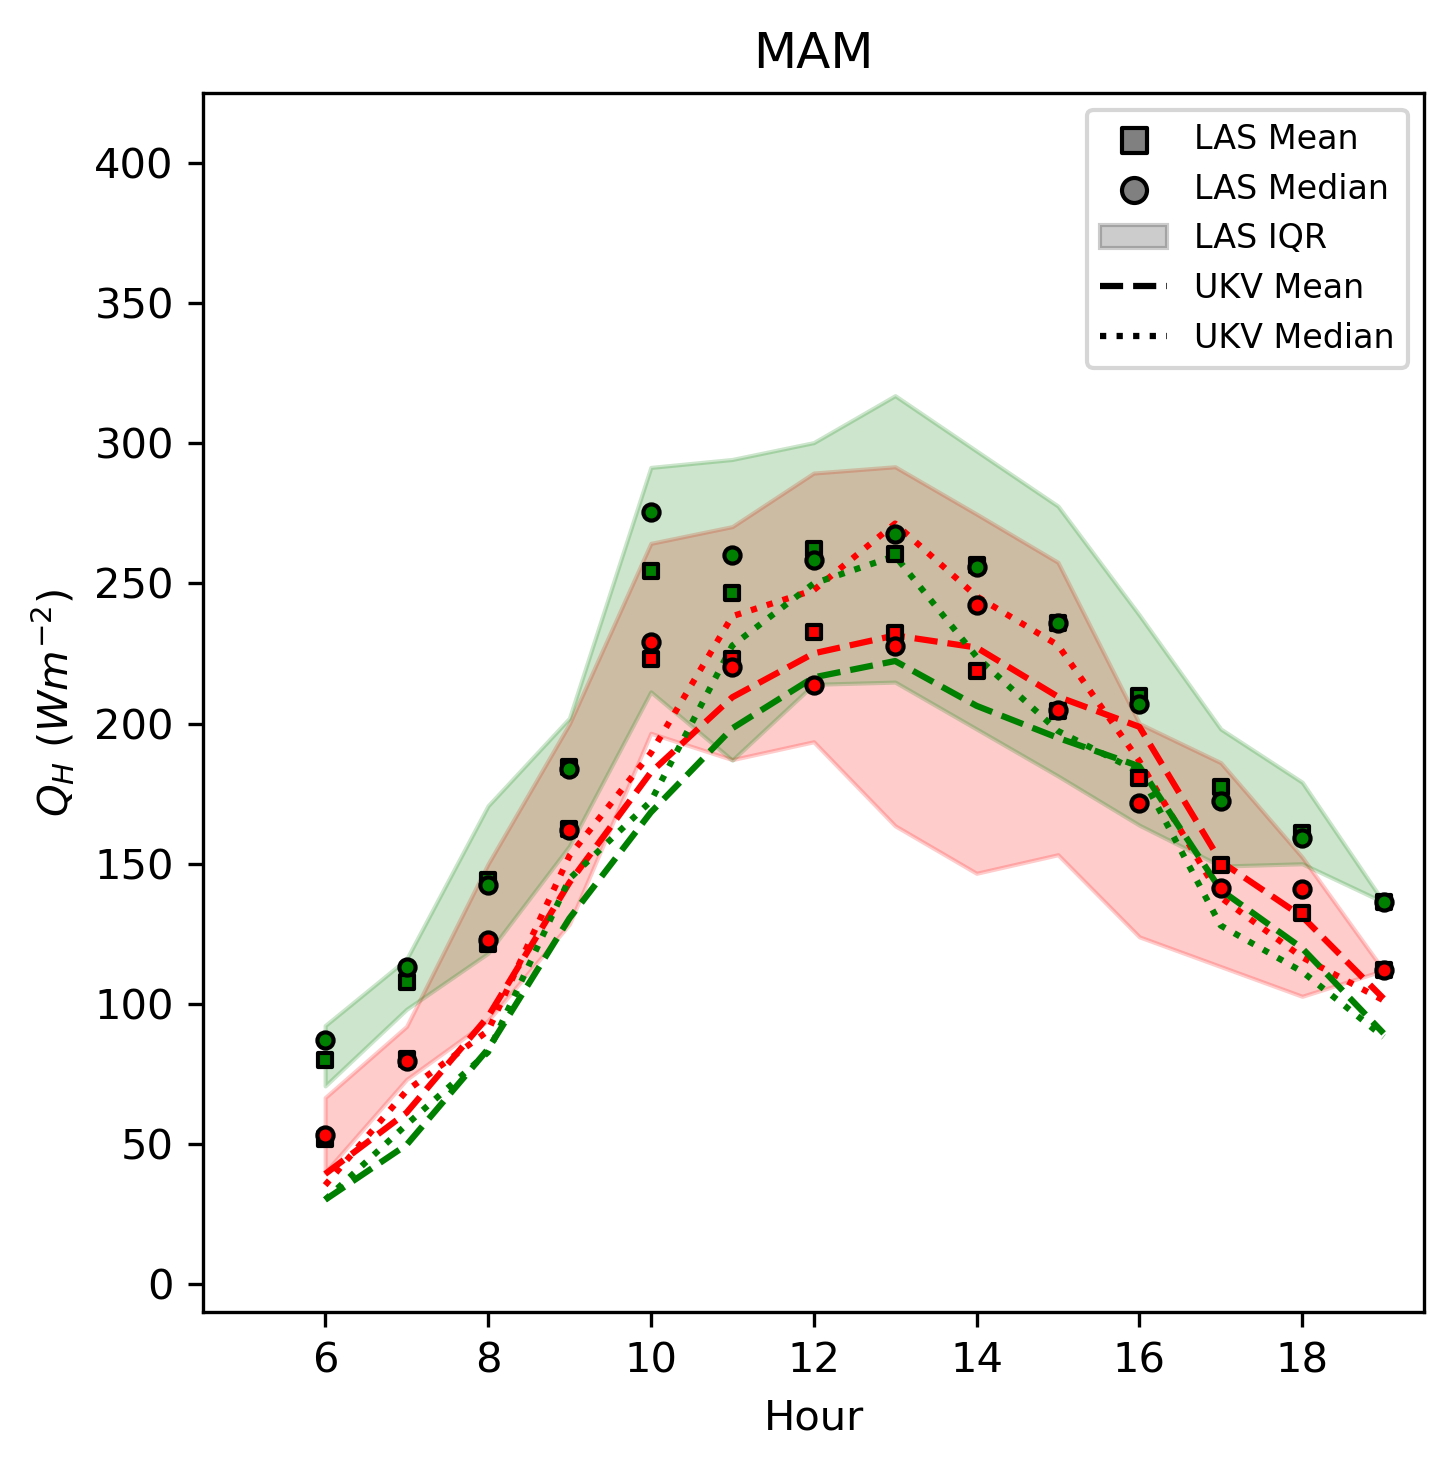 MAM
LAS Mean
LAS Median
LAS IQR
UKV Mean
UKV Median
400
350
300
250
200
150
100
50
0
Q_H (Wm⁻²)
6 8 10 12 14 16 18
Hour